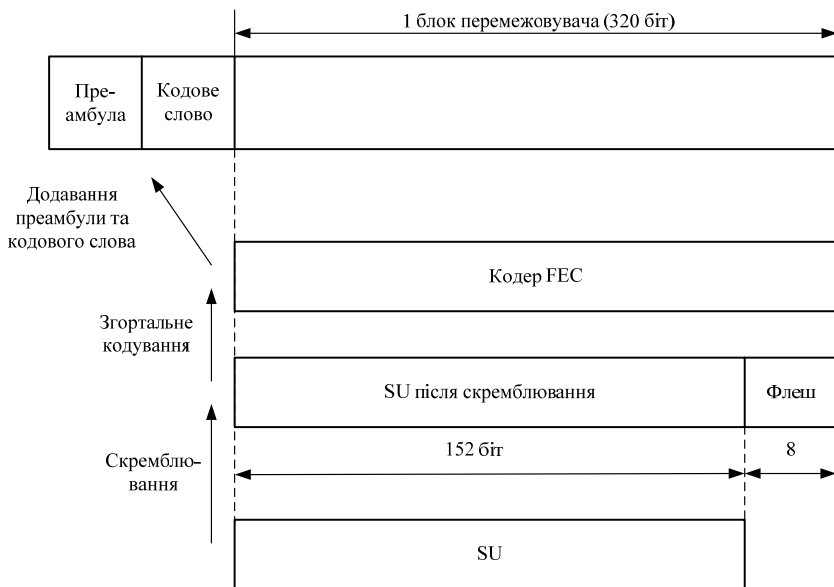 1 блок перемежовувача (320 біт)
Пре-
амбула
Кодове
слово
Додавання
преамбули та
кодового слова
Кодер FEC
Згортальне
кодування
SU після скремблювання
Флеш
152 біт
8
Скремблю-
вання
SU